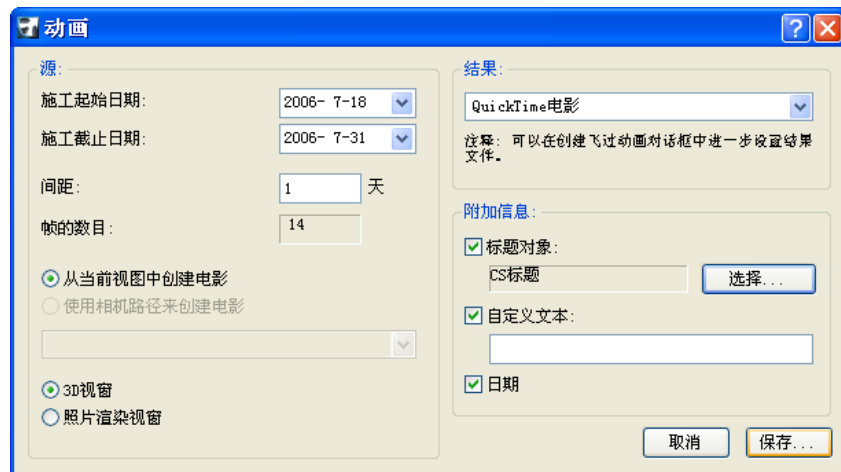 动画
源:
施工起始日期:
2006- 7-18
施工截止日期:
2006- 7-31
间距:
1
天
帧的数目:
14
从当前视图中创建电影
使用相机路径来创建电影
3D视窗
照片渲染视窗
结果:
QuickTime电影
注释: 可以在创建飞过动画对话框中进一步设置结果
文件。
附加信息:
标题对象:
CS标题
选择...
自定义文本:
日期
取消
保存...